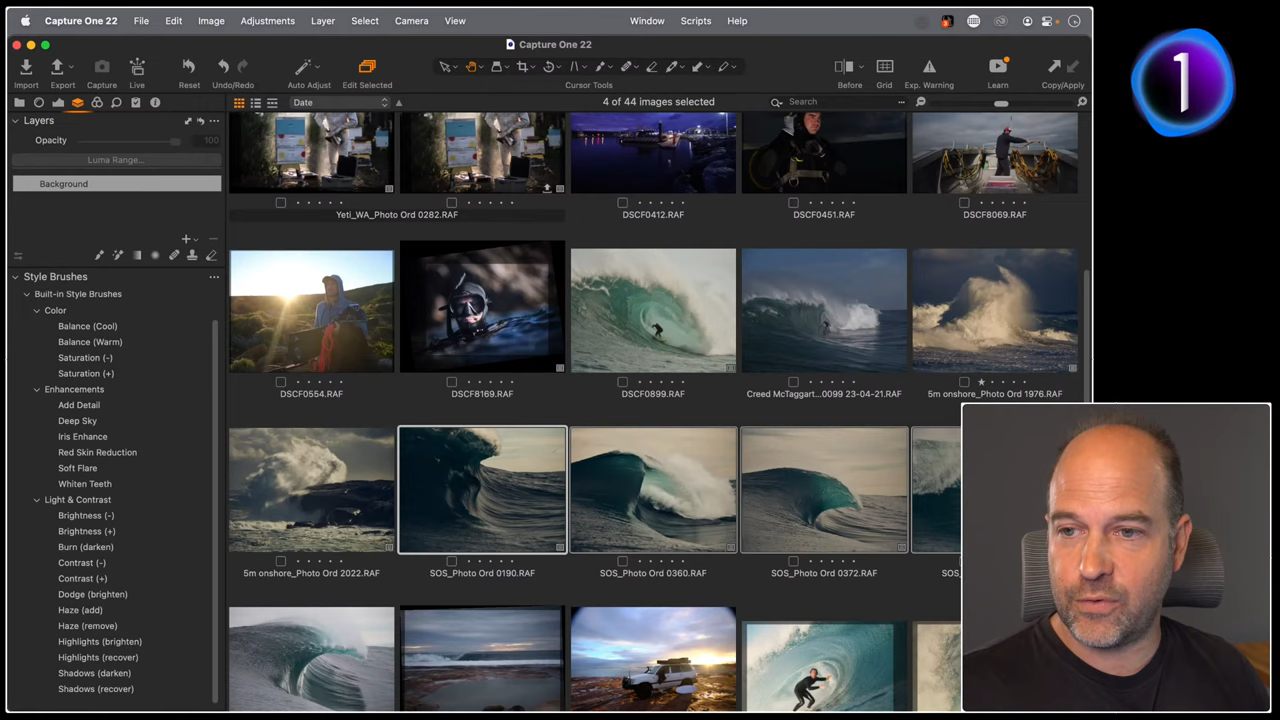 Capture One 22 File Edit Image Adjustments Layer Select Camera View Window Scripts Help
Capture One 22
Import Export Capture Live Reset Undo/Redo Auto Adjust Edit Selected Cursor Tools Before Grid Exp. Warning Learn Copy/Apply
Date 4 of 44 images selected Search
Layers
Opacity 100
Luma Range...
Background
Yeti_WA_Photo Ord 0282.RAF DSCF0412.RAF DSCF0451.RAF DSCF8069.RAF
Style Brushes
Built-in Style Brushes
Color
Balance (Cool)
Balance (Warm)
Saturation (-)
Saturation (+)
Enhancements
Add Detail
Deep Sky
Iris Enhance
Red Skin Reduction
Soft Flare
Whiten Teeth
Light & Contrast
Brightness (-)
Brightness (+)
Burn (darken)
Contrast (-)
Contrast (+)
Dodge (brighten)
Haze (add)
Haze (remove)
Highlights (brighten)
Highlights (recover)
Shadows (darken)
Shadows (recover)
DSCF0554.RAF DSCF8169.RAF DSCF0899.RAF Creed McTaggart...0099 23-04-21.RAF 5m onshore_Photo Ord 1976.RAF
5m onshore_Photo Ord 2022.RAF SOS_Photo Ord 0190.RAF SOS_Photo Ord 0360.RAF SOS_Photo Ord 0372.RAF
1